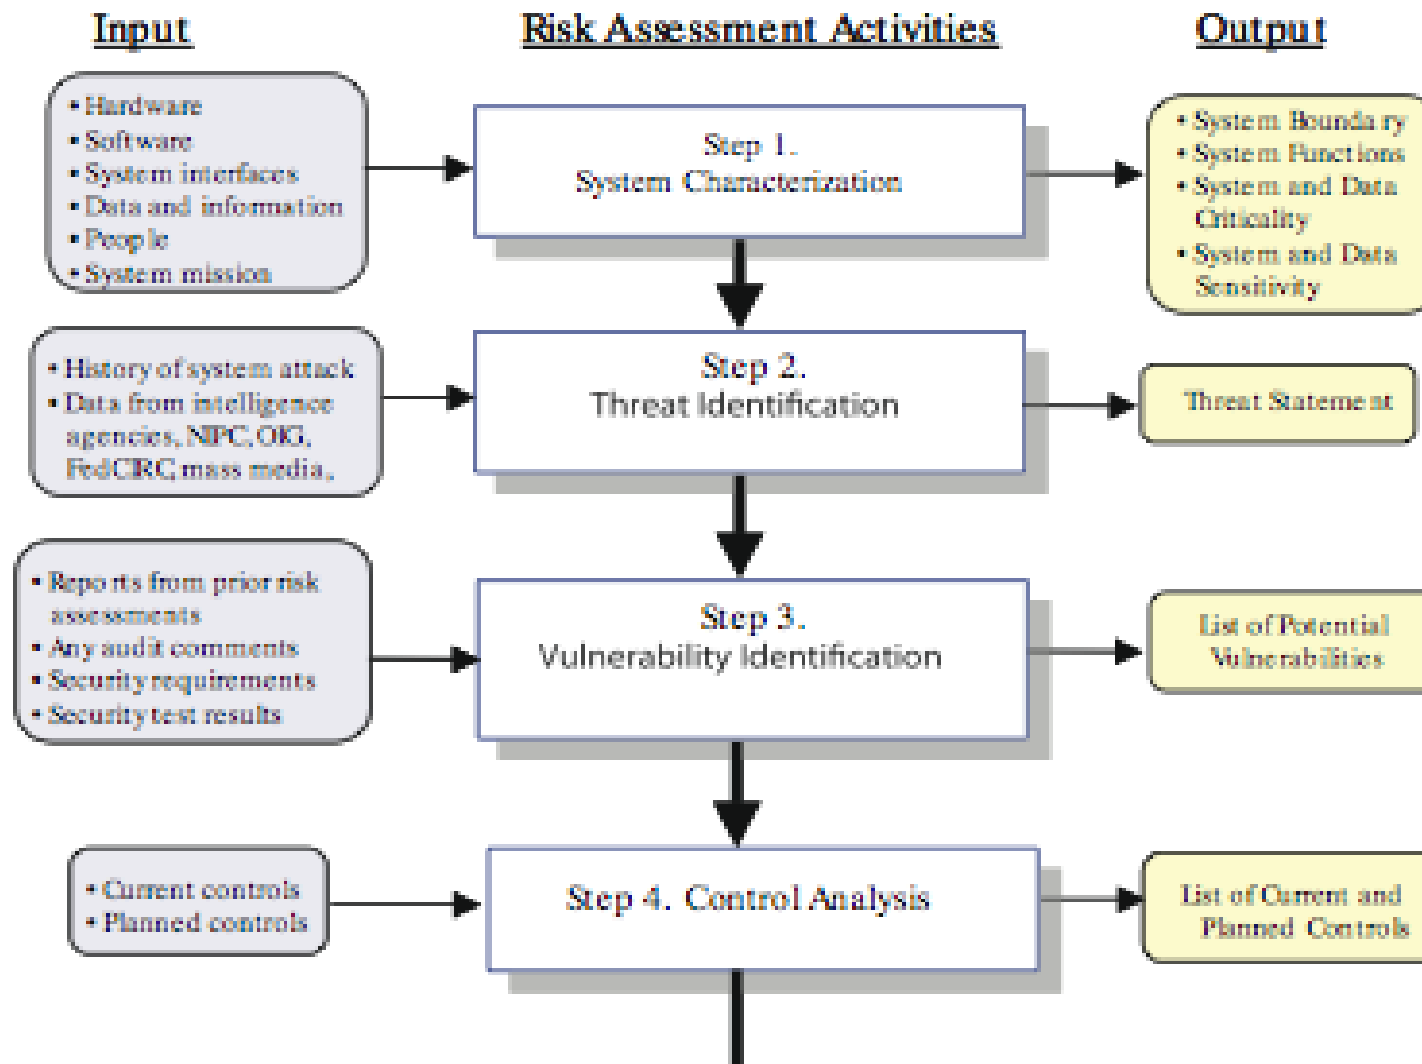 Input
Risk Assessment Activities
Output
• Hardware
• Software
• System interfaces
• Data and information
• People
• System mission
Step 1.
System Characterization
• System Boundary
• System Functions
• System and Data
Criticality
• System and Data
Sensitivity
• History of system attack
• Data from intelligence
agencies, NIPC, OIG,
FedCIRC, mass media,
Step 2.
Threat Identification
Threat Statement
• Reports from prior risk
assessments
• Any audit comments
• Security requirements
• Security test results
Step 3.
Vulnerability Identification
List of Potential
Vulnerabilities
• Current controls
• Planned controls
Step 4. Control Analysis
List of Current and
Planned Controls